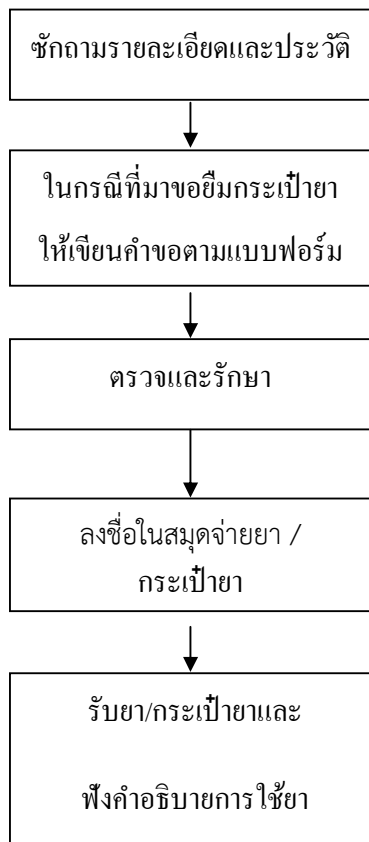 ซักถามรายละเอียดและประวัติ
ในกรณีที่มาขอยืมกระเป๋ายา
ให้เขียนคำขอตามแบบฟอร์ม
ตรวจและรักษา
ลงชื่อในสมุดจ่ายยา /
กระเป๋ายา
รับยา/กระเป๋ายาและ
ฟังคำอธิบายการใช้ยา